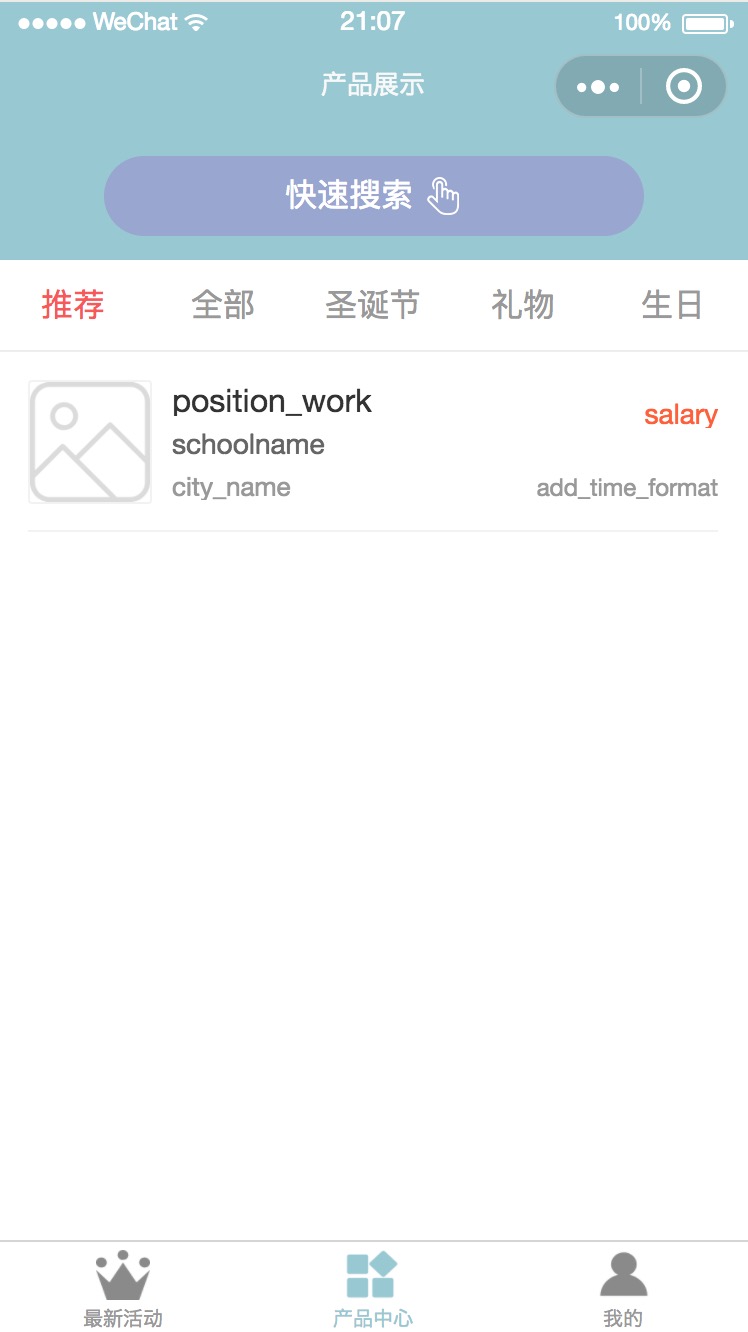 WeChat 21:07 100%
产品展示
快速搜索
推荐 全部 圣诞节 礼物 生日
position_work
salary
schoolname
city_name add_time_format
最新活动 产品中心 我的